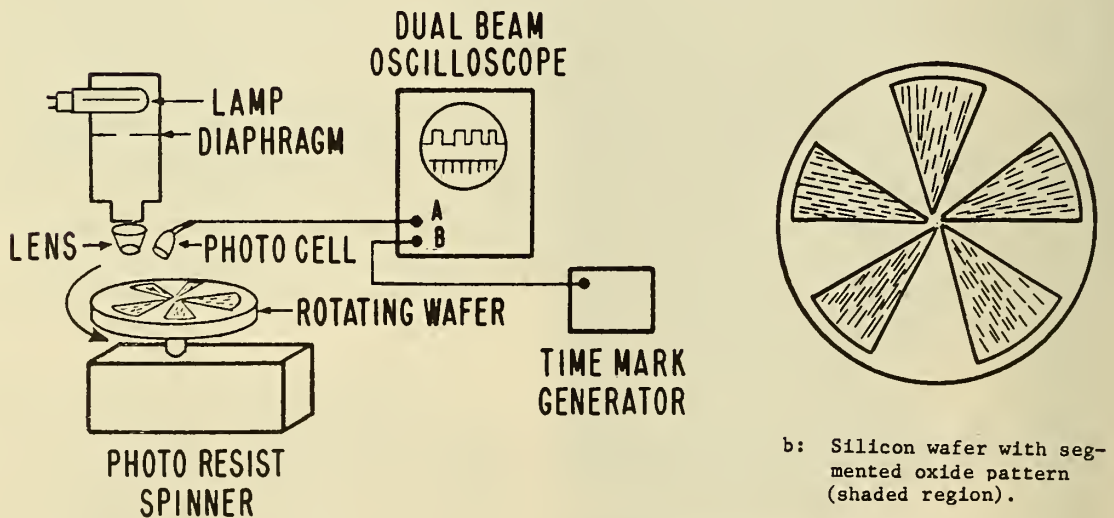 DUAL BEAM
OSCILLOSCOPE
LAMP
DIAPHRAGM
A
B
LENS
PHOTO CELL
ROTATING WAFER
TIME MARK
GENERATOR
PHOTO RESIST
SPINNER
b: Silicon wafer with seg-
mented oxide pattern
(shaded region).